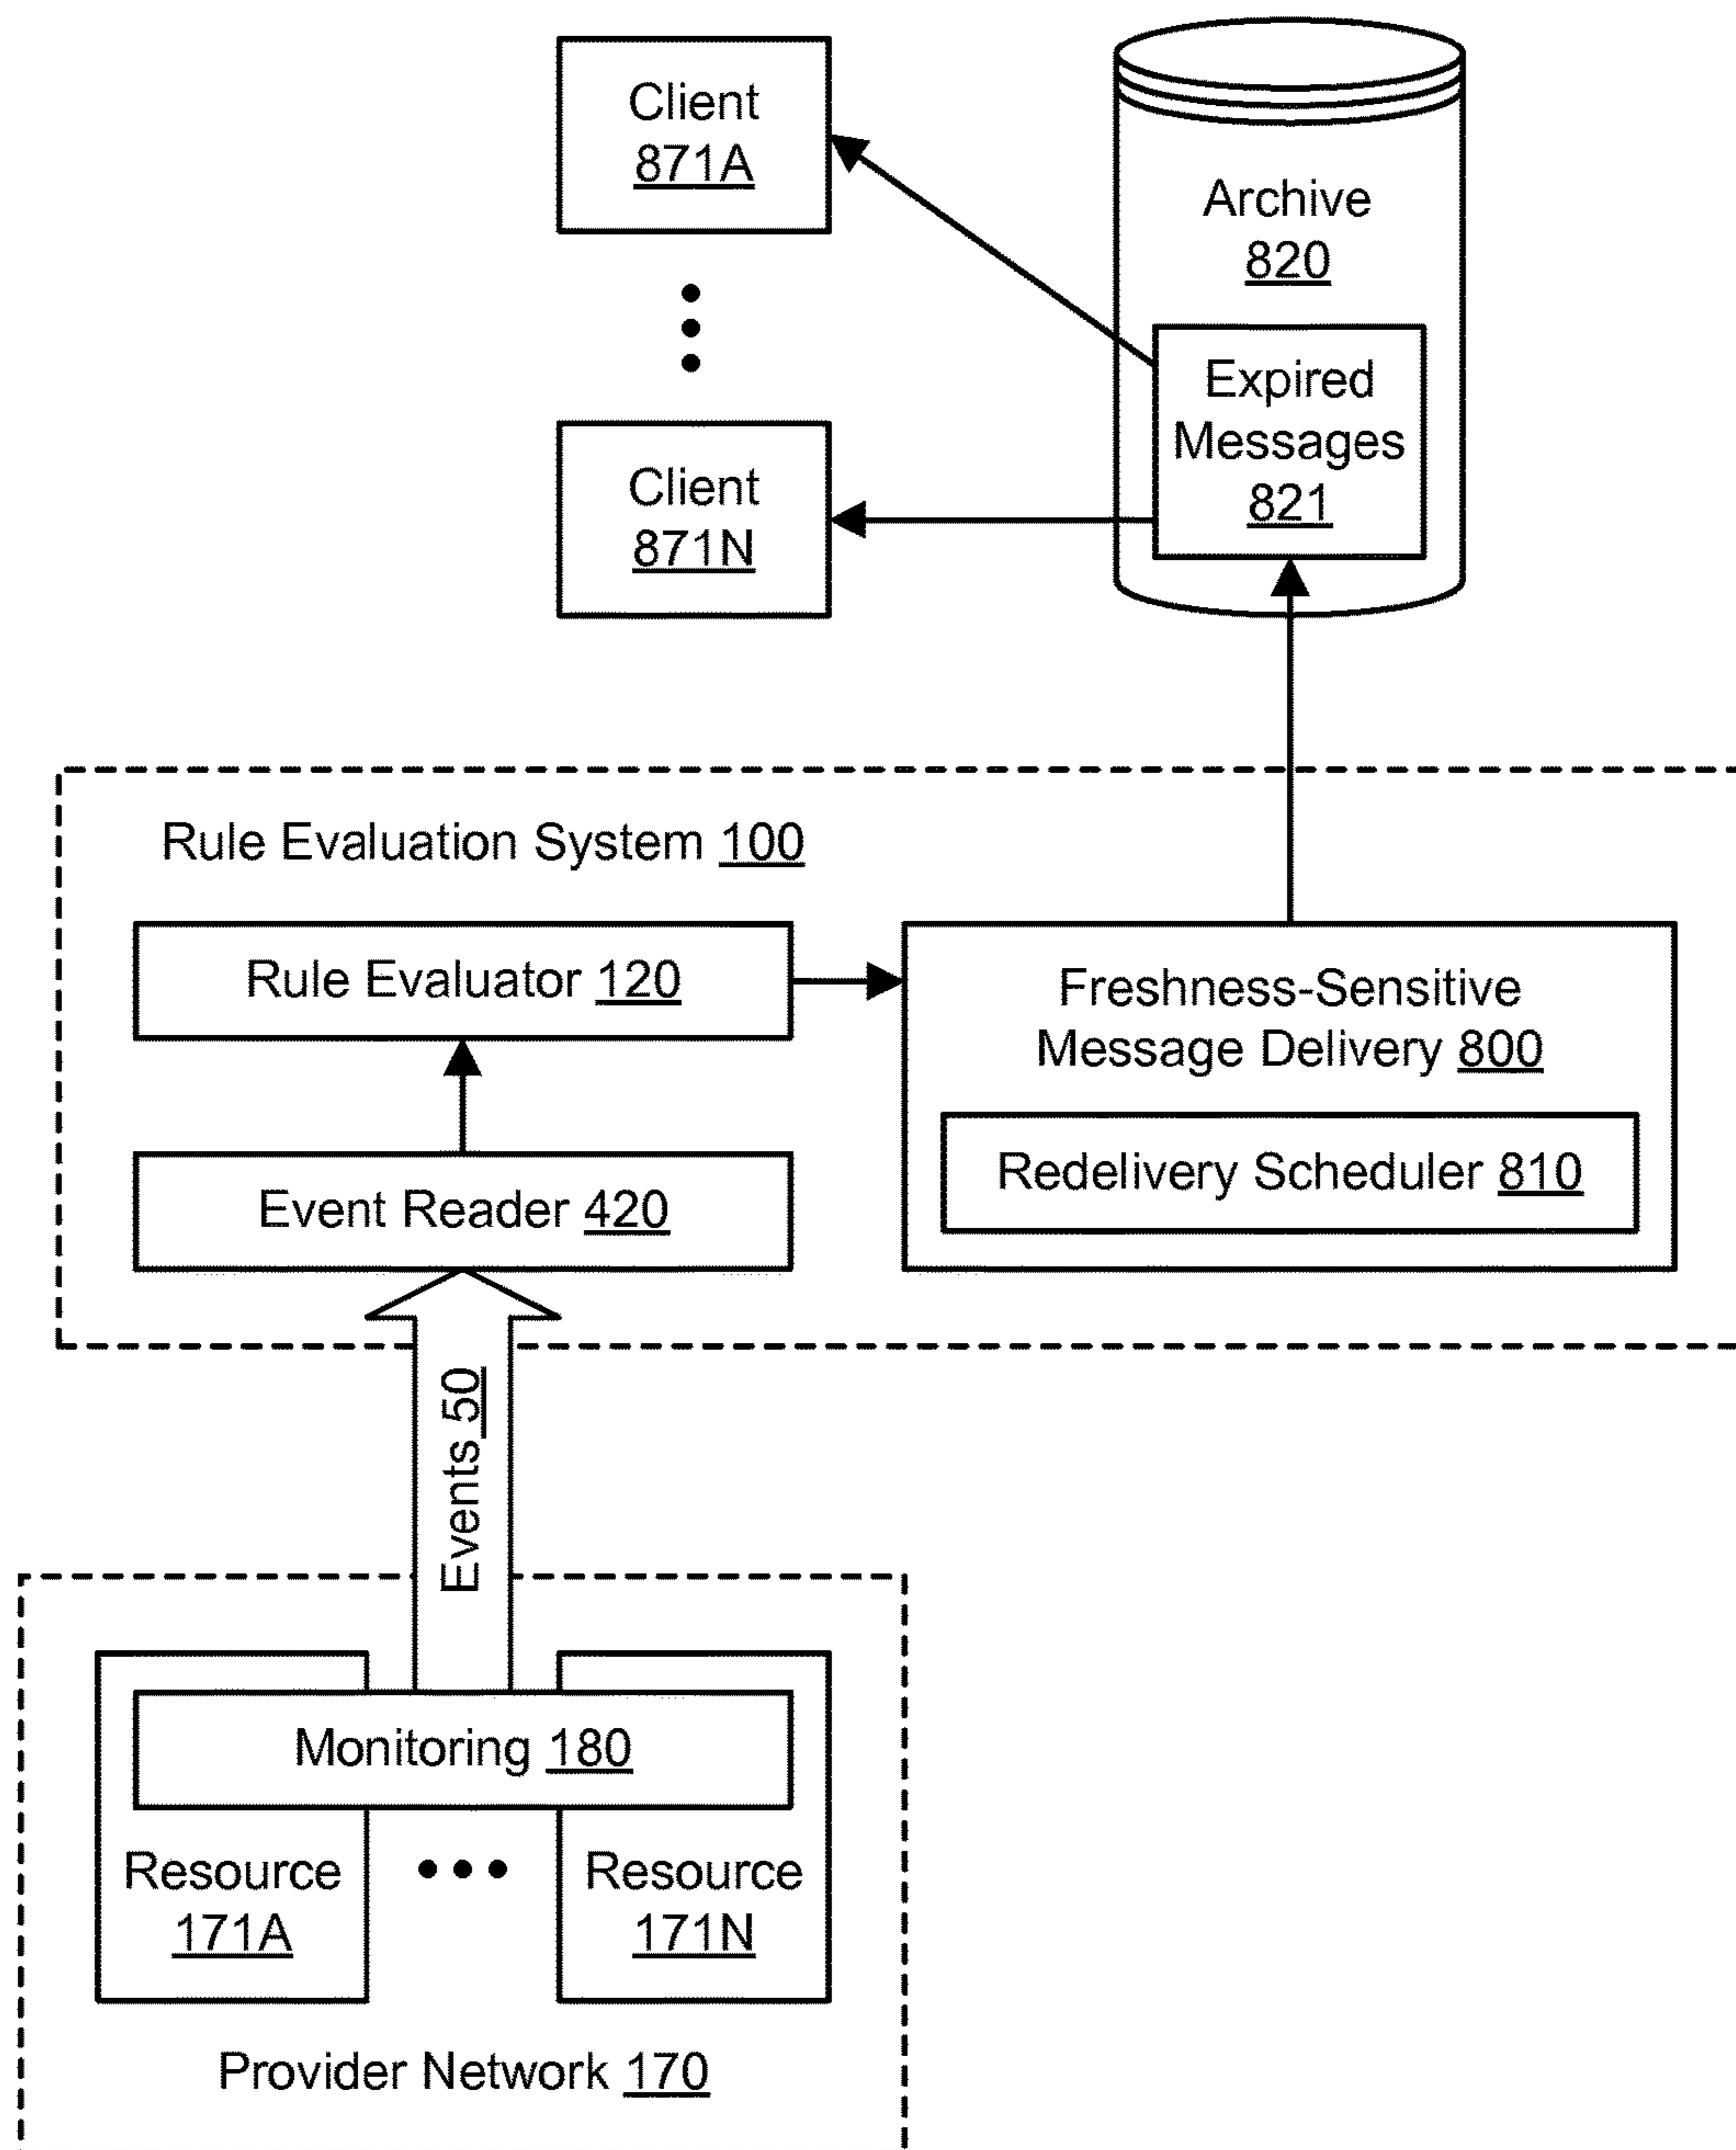 Client
871A
Archive
820
Expired
Messages
821
Client
871N
Rule Evaluation System 100
Rule Evaluator 120
Freshness-Sensitive
Message Delivery 800
Redelivery Scheduler 810
Event Reader 420
Events 50
Monitoring 180
Resource
171A
Resource
171N
Provider Network 170